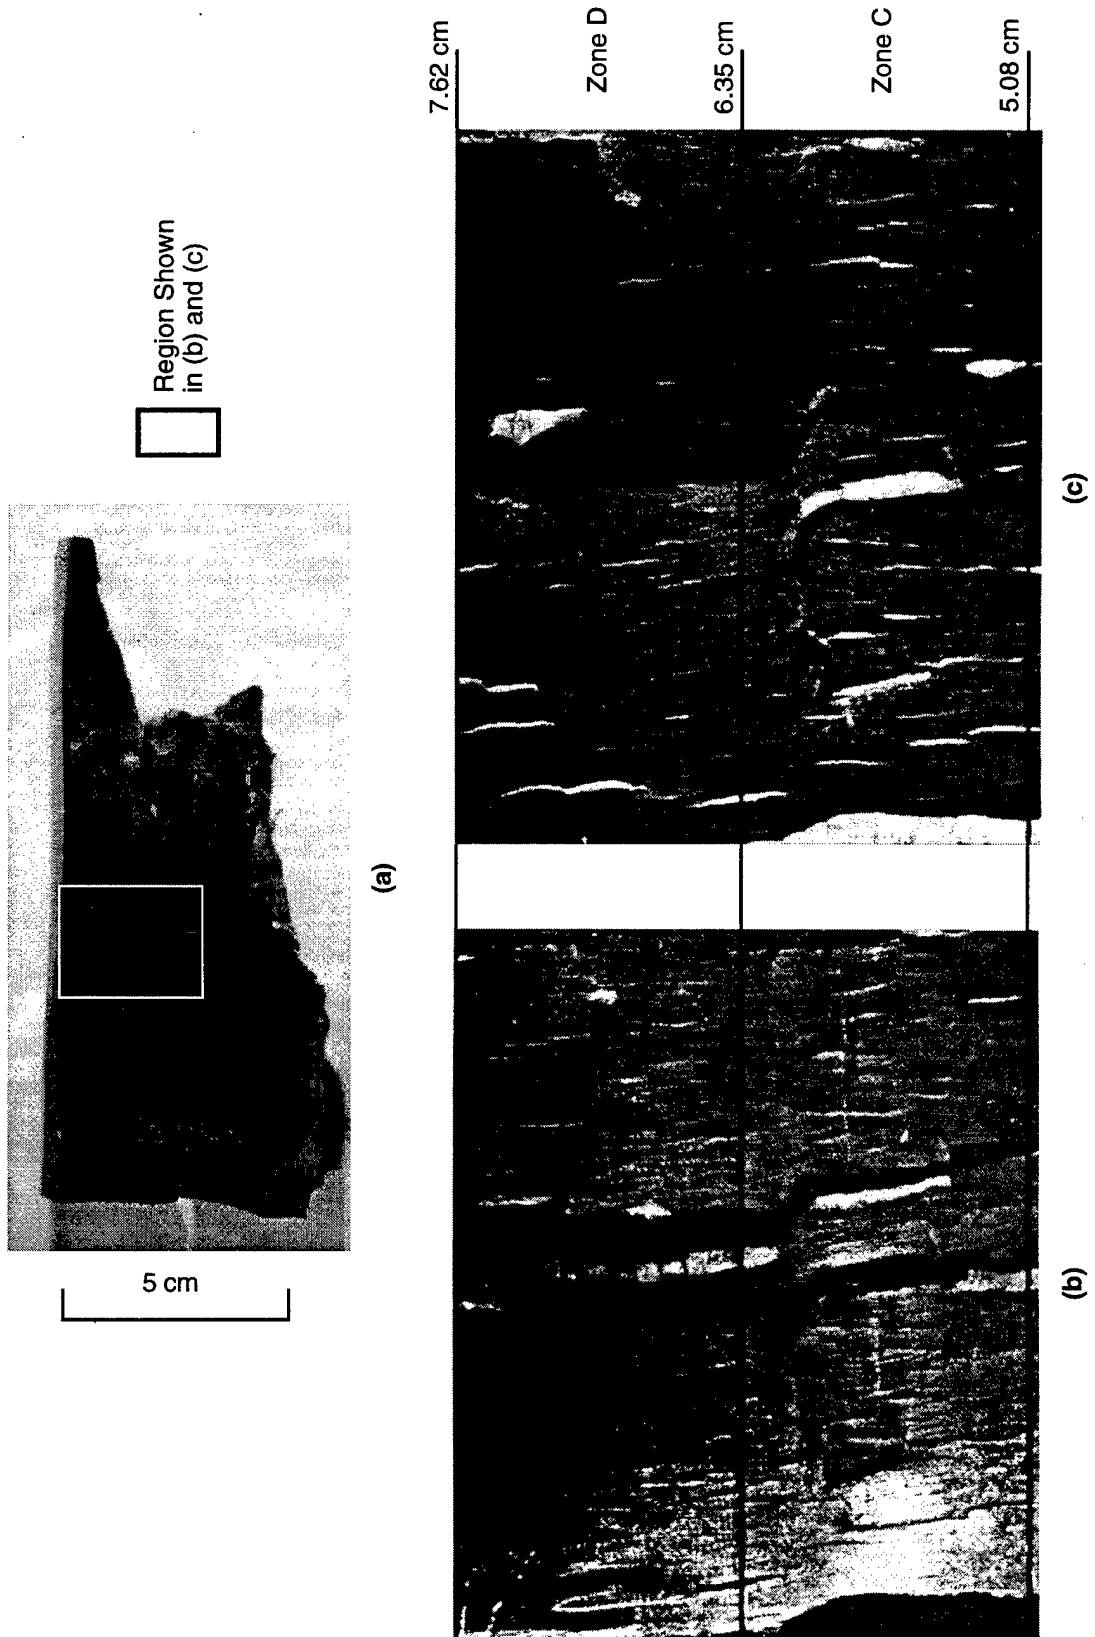 5 cm
(a)
Region Shown
in (b) and (c)
(b)
(c)
7.62 cm
Zone D
6.35 cm
Zone C
5.08 cm